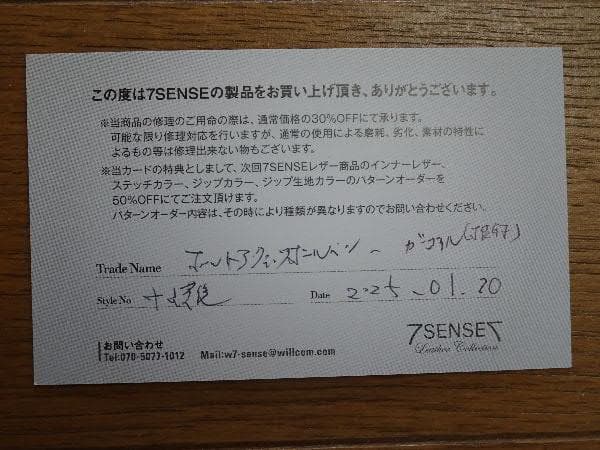 この度は7SENSEの製品をお買い上げ頂き、ありがとうございます。
※当商品の修理のご用命の際は、通常価格の30%OFFにて承ります。
可能な限り修理対応を行いますが、通常の使用による磨耗、劣化、素材の特性に
よるもの等は修理出来ない物もございます。
※当カードの特典としまして、次回7SENSEレザー商品のインナーレザー、
ステッチカラー、ジップカラー、ジップ生地カラーのパターンオーダーを
50%OFFにてご注文頂けます。
パターンオーダー内容は、その時により種類が異なりますのでお問い合わせください。
Trade Name
Style No
Date 2025.01.20
お問い合わせ
Tel:070-5077-1012 Mail:w7-sense@willcom.com
7SENSE7
Leather Collection